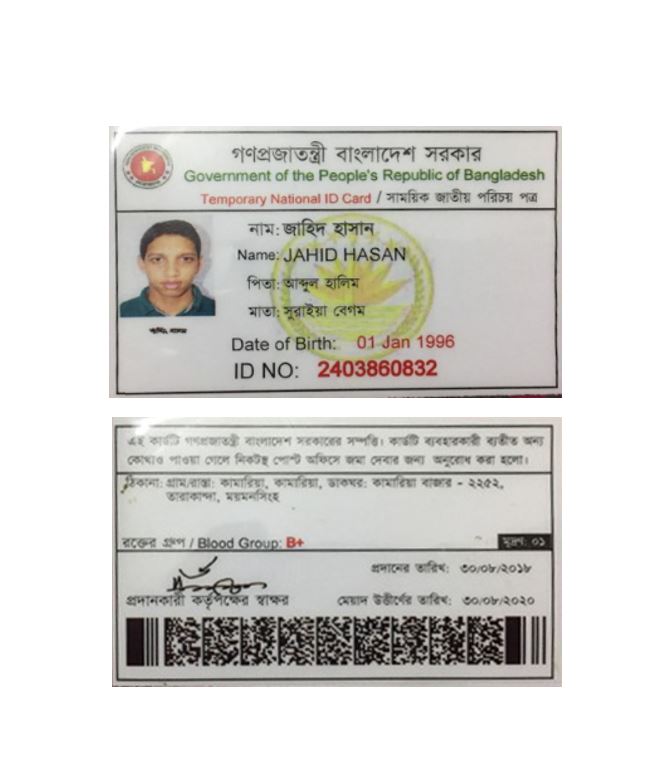 গণপ্রজাতন্ত্রী বাংলাদেশ সরকার
Government of the People's Republic of Bangladesh
Temporary National ID Card / সাময়িক জাতীয় পরিচয় পত্র
নাম: জাহিদ হাসান
Name: JAHID HASAN
পিতা: আব্দুল হালিম
মাতা: সুরাইয়া বেগম
Date of Birth: 01 Jan 1996
ID NO: 2403860832
এই কার্ডটি গণপ্রজাতন্ত্রী বাংলাদেশ সরকারের সম্পত্তি। কার্ডটি ব্যবহারকারী ব্যতীত অন্য
কোথাও পাওয়া গেলে নিকটস্থ পোস্ট অফিসে জমা দেবার জন্য অনুরোধ করা হলো।
ঠিকানা: গ্রাম/রাস্তা: কামারিয়া, কামারিয়া, ডাকঘর: কামারিয়া বাজার - ২২৫২,
তারাকান্দা, ময়মনসিংহ
রক্তের গ্রুপ / Blood Group: B+ মুদ্রণ: ০১
প্রদানের তারিখ: ৩০/০৮/২০১৮
প্রদানকারী কর্তৃপক্ষের স্বাক্ষর মেয়াদ উত্তীর্ণের তারিখ: ৩০/০৮/২০২০